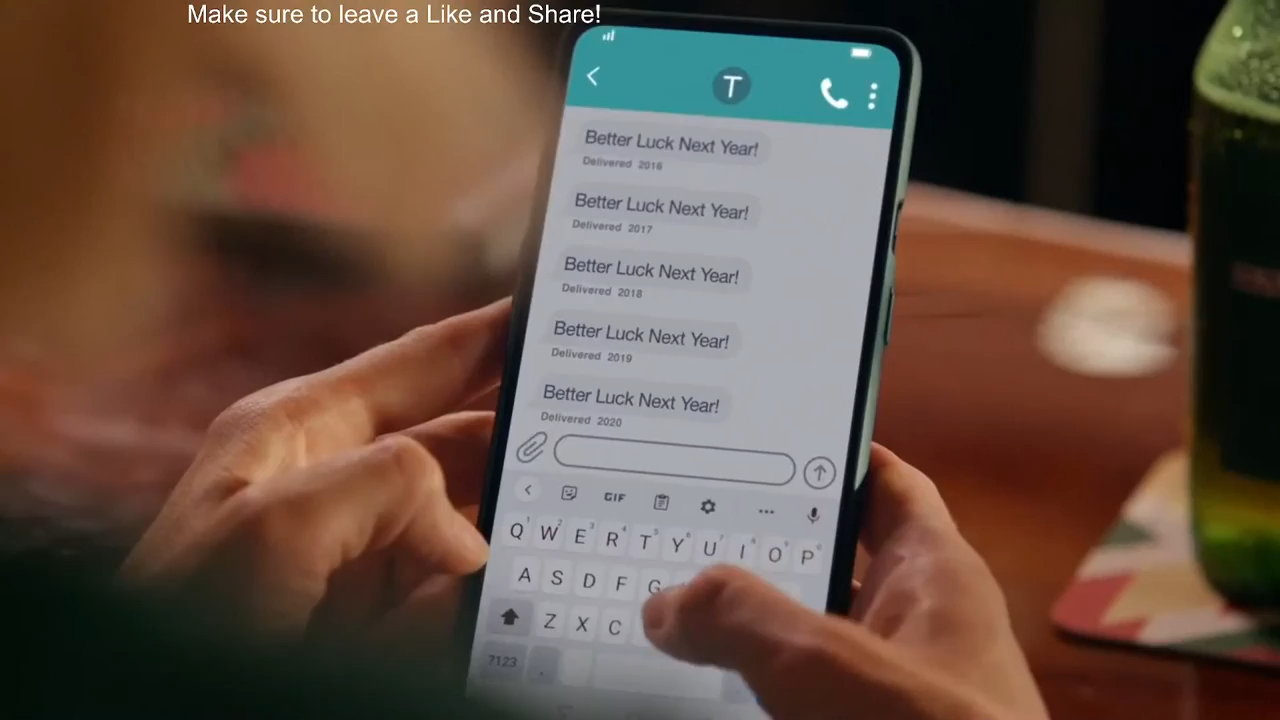 Make sure to leave a Like and Share!
T
Better Luck Next Year!
Delivered 2016
Better Luck Next Year!
Delivered 2017
Better Luck Next Year!
Delivered 2018
Better Luck Next Year!
Delivered 2019
Better Luck Next Year!
Delivered 2020
GIF
Q W E R T Y U I O P
A S D F G
Z X C
?123 ,